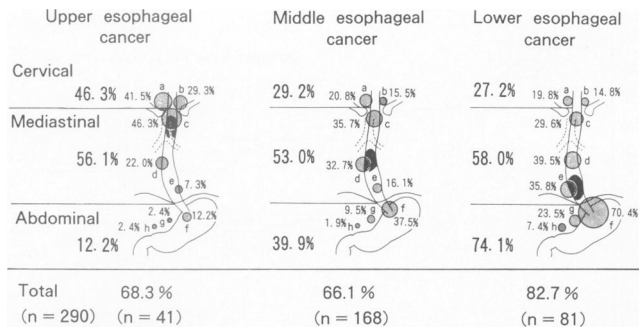 Upper esophageal cancer
Middle esophageal cancer
Lower esophageal cancer
Cervical
46.3%
41.5% a
b 29.3%
46.3% c
29.2%
20.8% a
b 15.5%
35.7% c
27.2%
19.8% a
b 14.8%
29.6% c
Mediastinal
56.1%
22.0% d
e 7.3%
53.0%
32.7% d
e 16.1%
58.0%
39.5% d
35.8% e
Abdominal
12.2%
2.4% g
2.4% h
12.2% f
39.9%
9.5% g
1.9% h
f 37.5%
74.1%
23.5% g
7.4% h
70.4% f
Total 68.3% 66.1% 82.7%
(n = 290) (n = 41) (n = 168) (n = 81)